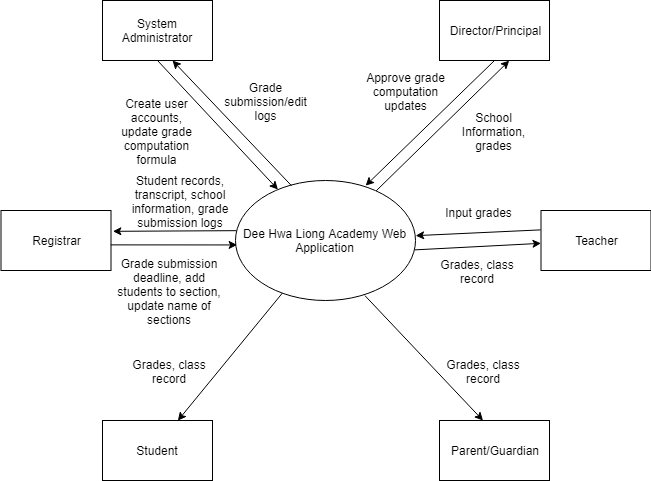 System
Administrator
Director/Principal
Grade
submission/edit
logs
Approve grade
computation
updates
Create user
accounts,
update grade
computation
formula
School
Information,
grades
Student records,
transcript, school
information, grade
submission logs
Input grades
Registrar
Dee Hwa Liong Academy Web
Application
Teacher
Grade submission
deadline, add
students to section,
update name of
sections
Grades, class
record
Grades, class
record
Grades, class
record
Student
Parent/Guardian